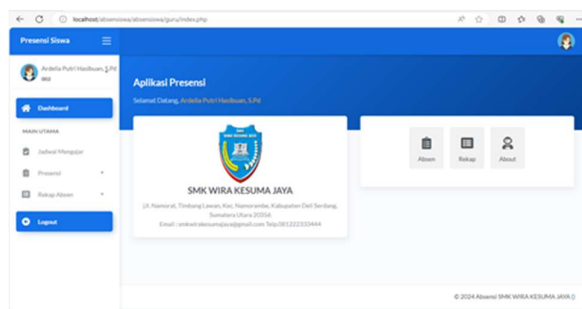 localhost/absensiswa/absensiswa/guru/index.php
Presensi Siswa
Ardelia Putri Hasibuan, S.Pd
Aplikasi Presensi
Selamat Datang, Ardelia Putri Hasibuan, S.Pd
Dashboard
MAIN UTAMA
Jadwal Mengajar
Presensi
Rekap Absen
Logout
SMK WIRA KESUMA JAYA
Jl. Namorat, Timbang Lawan, Kec. Namorambe, Kabupaten Deli Serdang,
Sumatera Utara 20356
Email : smkwirakesumajaya@gmail.com Telp.081222333444
Absen
Rekap
About
© 2024 Absensi SMK WIRA KESUMA JAYA ()